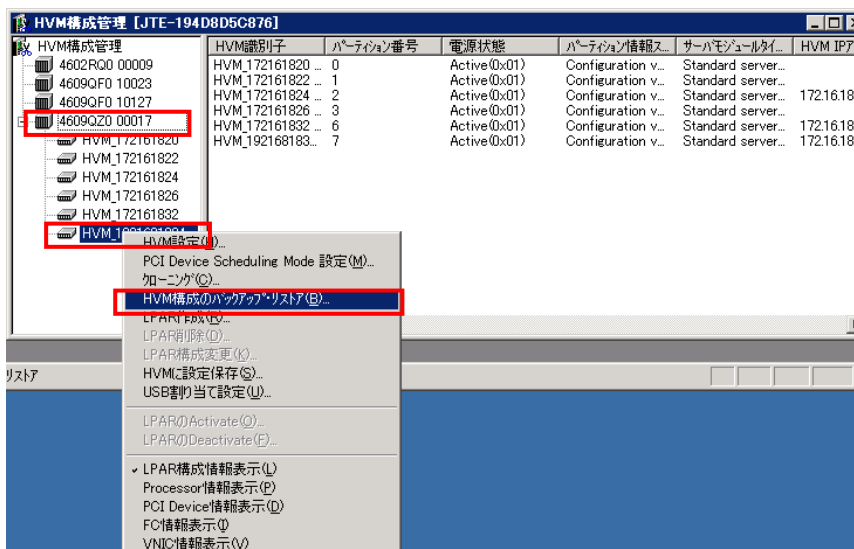 HVM構成管理 [JTE-194D8D5C876]
HVM構成管理
4602RQ0 00009
4609QF0 10023
4609QF0 10127
4609QZ0 00017
HVM_172161820
HVM_172161822
HVM_172161824
HVM_172161826
HVM_172161832
HVM識別子 パーティション番号 電源状態 パーティション情報ス... サーバモジュールタイ... HVM IPア
HVM_172161820 ... 0 Active(0x01) Configuration v... Standard server...
HVM_172161822 ... 1 Active(0x01) Configuration v... Standard server...
HVM_172161824 ... 2 Active(0x01) Configuration v... Standard server... 172.16.18
HVM_172161826 ... 3 Active(0x01) Configuration v... Standard server...
HVM_172161832 ... 6 Active(0x01) Configuration v... Standard server... 172.16.18
HVM_192168183... 7 Active(0x01) Configuration v... Standard server... 172.16.18
HVM設定(H)...
PCI Device Scheduling Mode 設定(M)...
クローニング(C)...
HVM構成のバックアップ・リストア(B)...
LPAR作成(R)...
LPAR削除(D)...
LPAR構成変更(K)...
HVMに設定保存(S)...
USB割り当て設定(U)...
LPARのActivate(O)...
LPARのDeactivate(F)...
LPAR構成情報表示(L)
Processor情報表示(P)
PCI Device情報表示(D)
FC情報表示(I)
VNIC情報表示(V)
リストア